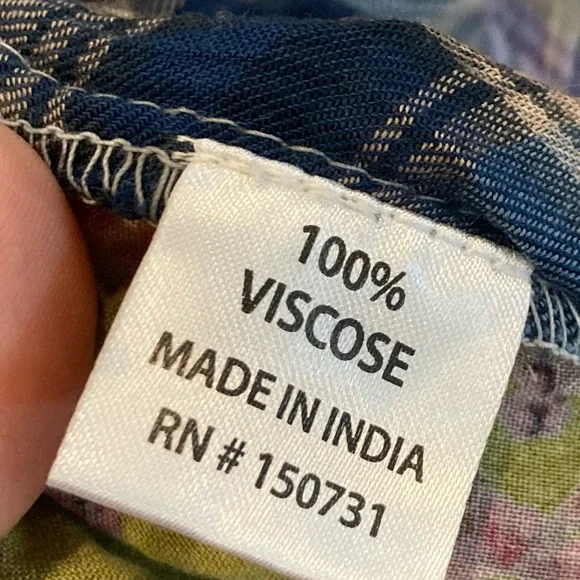 100%
VISCOSE
MADE IN INDIA
RN # 150731